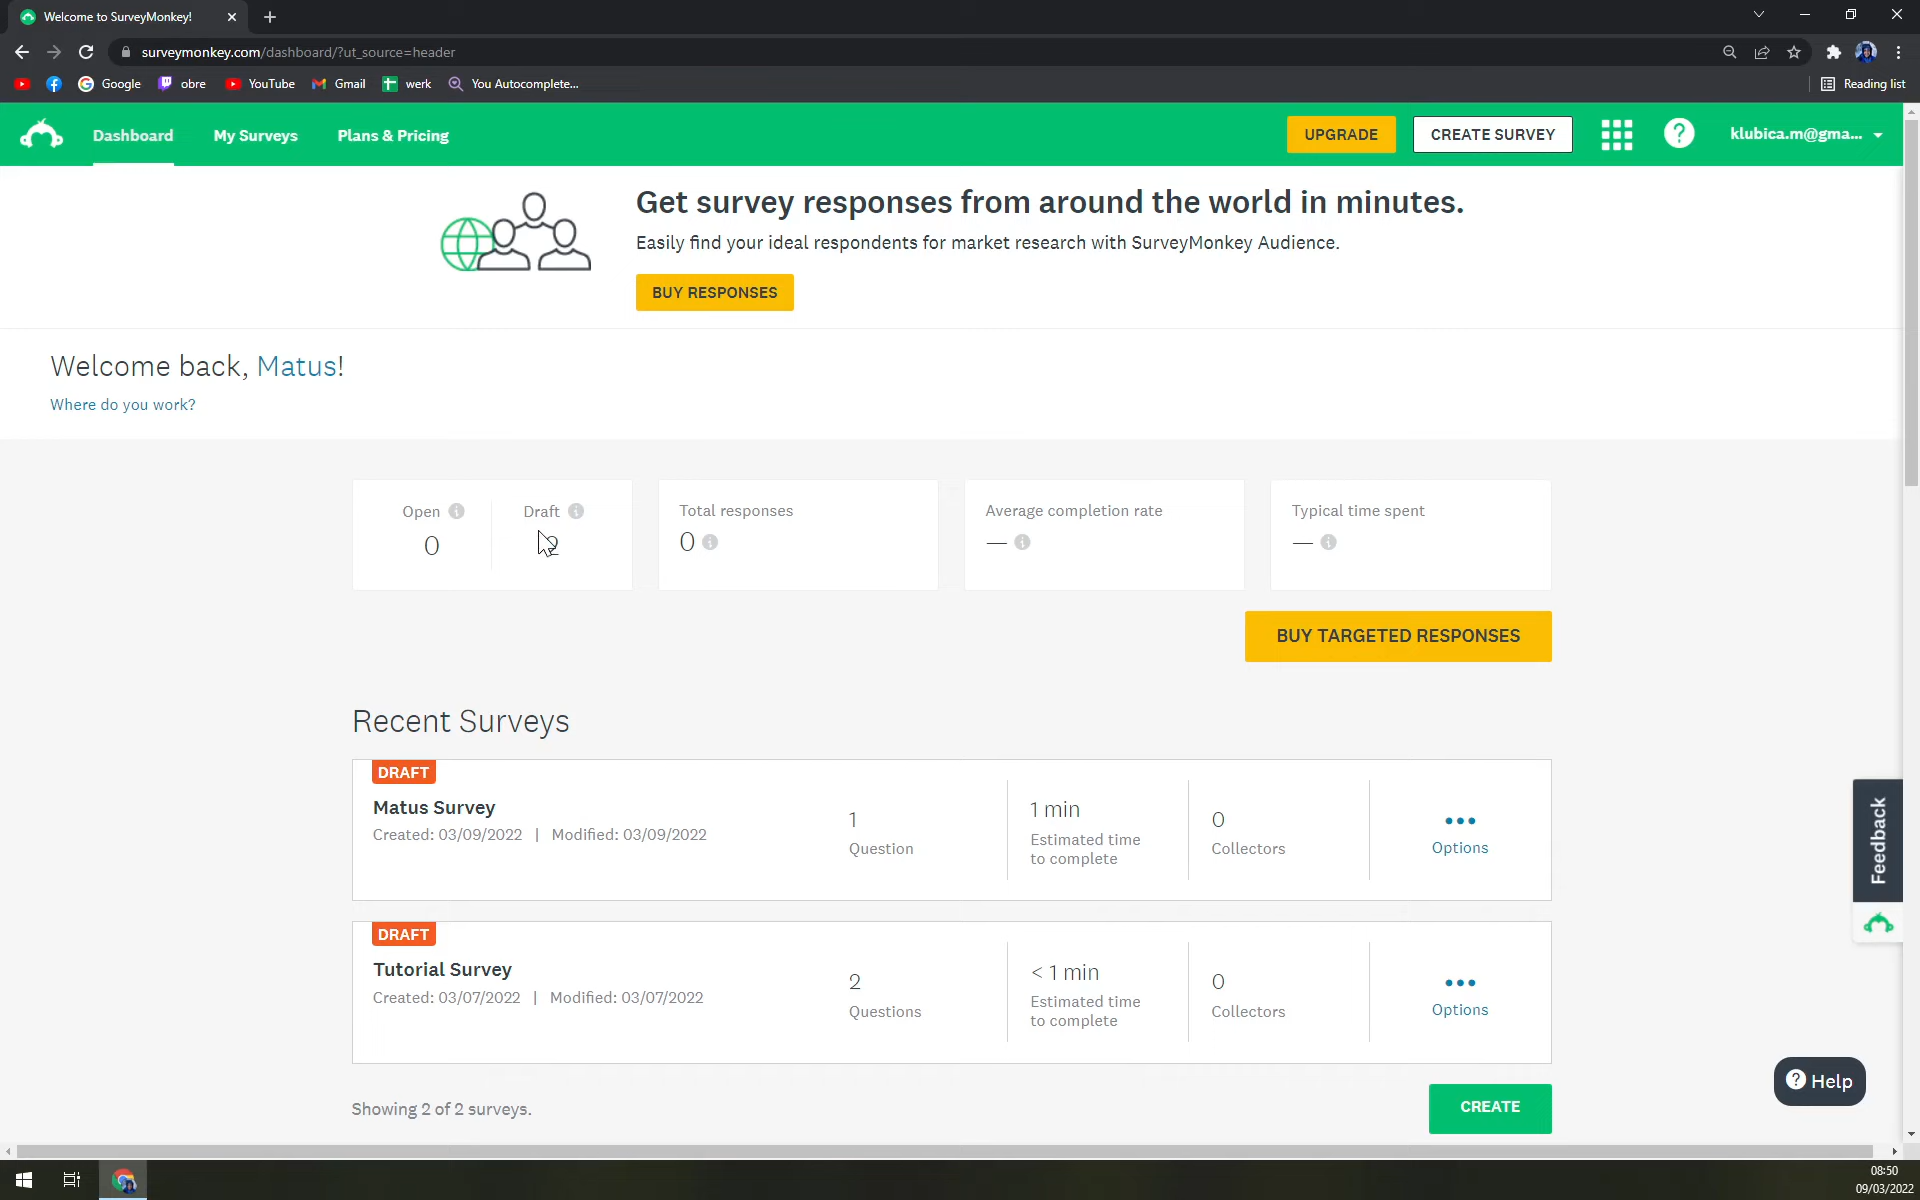 Welcome to SurveyMonkey!
surveymonkey.com/dashboard/?ut_source=header
Google
obre
YouTube
Gmail
werk
You Autocomplete...
Reading list
Dashboard
My Surveys
Plans & Pricing
UPGRADE
CREATE SURVEY
klubica.m@gma...
Get survey responses from around the world in minutes.
Easily find your ideal respondents for market research with SurveyMonkey Audience.
BUY RESPONSES
Welcome back, Matus!
Where do you work?
Open
0
Draft
2
Total responses
0
Average completion rate
—
Typical time spent
—
BUY TARGETED RESPONSES
Recent Surveys
DRAFT
Matus Survey
Created: 03/09/2022 | Modified: 03/09/2022
1
Question
1 min
Estimated time
to complete
0
Collectors
Options
DRAFT
Tutorial Survey
Created: 03/07/2022 | Modified: 03/07/2022
2
Questions
< 1 min
Estimated time
to complete
0
Collectors
Options
Feedback
Help
Showing 2 of 2 surveys.
CREATE
08:50
09/03/2022